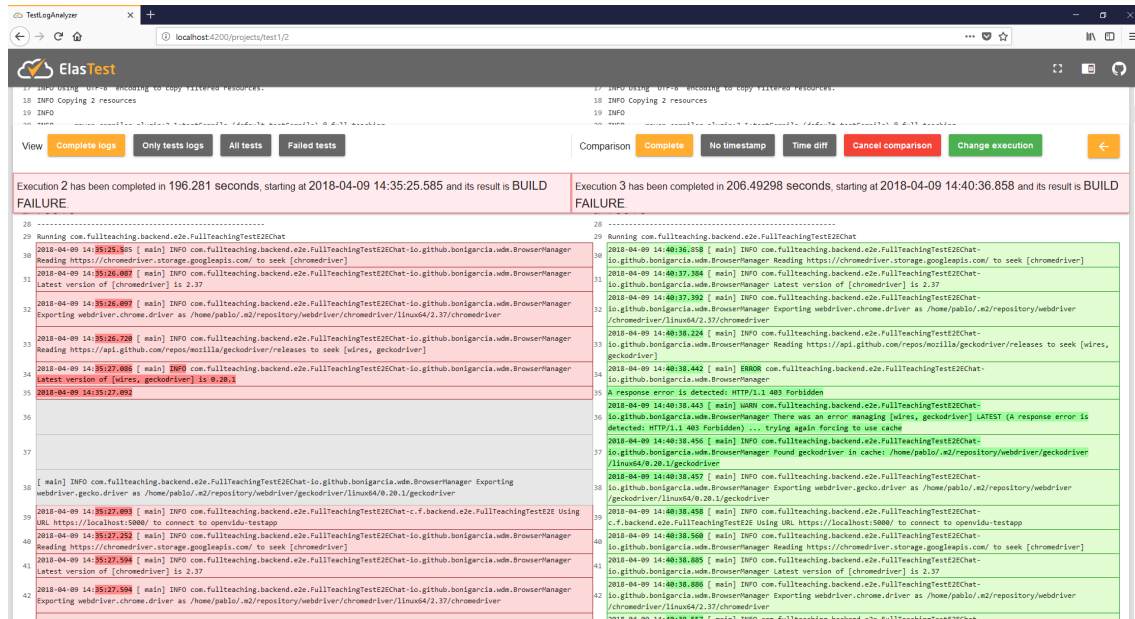 TestLogAnalyzer
localhost:4200/projects/test1/2
ElasTest
17 INFO Using 'UTF-8' encoding to copy filtered resources.
18 INFO Copying 2 resources
19 INFO
17 INFO Using 'UTF-8' encoding to copy filtered resources.
18 INFO Copying 2 resources
19 INFO
View Complete logs Only tests logs All tests Failed tests
Comparison Complete No timestamp Time diff Cancel comparison Change execution
Execution 2 has been completed in 196.281 seconds, starting at 2018-04-09 14:35:25.585 and its result is BUILD
FAILURE.
Execution 3 has been completed in 206.49298 seconds, starting at 2018-04-09 14:40:36.858 and its result is BUILD
FAILURE.
28 -------------------------------------------------------
29 Running com.fullteaching.backend.e2e.FullTeachingTestE2EChat
30 2018-04-09 14:35:25.585 [ main] INFO com.fullteaching.backend.e2e.FullTeachingTestE2EChat-io.github.bonigarcia.wdm.BrowserManager
Reading https://chromedriver.storage.googleapis.com/ to seek [chromedriver]
31 2018-04-09 14:35:26.087 [ main] INFO com.fullteaching.backend.e2e.FullTeachingTestE2EChat-io.github.bonigarcia.wdm.BrowserManager
Latest version of [chromedriver] is 2.37
32 2018-04-09 14:35:26.097 [ main] INFO com.fullteaching.backend.e2e.FullTeachingTestE2EChat-io.github.bonigarcia.wdm.BrowserManager
Exporting webdriver.chrome.driver as /home/pablo/.m2/repository/webdriver/chromedriver/linux64/2.37/chromedriver
33 2018-04-09 14:35:26.720 [ main] INFO com.fullteaching.backend.e2e.FullTeachingTestE2EChat-io.github.bonigarcia.wdm.BrowserManager
Reading https://api.github.com/repos/mozilla/geckodriver/releases to seek [wires, geckodriver]
34 2018-04-09 14:35:27.086 [ main] INFO com.fullteaching.backend.e2e.FullTeachingTestE2EChat-io.github.bonigarcia.wdm.BrowserManager
Latest version of [wires, geckodriver] is 0.20.1
35 2018-04-09 14:35:27.092
36
37
38 [ main] INFO com.fullteaching.backend.e2e.FullTeachingTestE2EChat-io.github.bonigarcia.wdm.BrowserManager Exporting
webdriver.gecko.driver as /home/pablo/.m2/repository/webdriver/geckodriver/linux64/0.20.1/geckodriver
39 2018-04-09 14:35:27.093 [ main] INFO com.fullteaching.backend.e2e.FullTeachingTestE2EChat-c.f.backend.e2e.FullTeachingTestE2E Using
URL https://localhost:5000/ to connect to openvidu-testapp
40 2018-04-09 14:35:27.252 [ main] INFO com.fullteaching.backend.e2e.FullTeachingTestE2EChat-io.github.bonigarcia.wdm.BrowserManager
Reading https://chromedriver.storage.googleapis.com/ to seek [chromedriver]
41 2018-04-09 14:35:27.594 [ main] INFO com.fullteaching.backend.e2e.FullTeachingTestE2EChat-io.github.bonigarcia.wdm.BrowserManager
Latest version of [chromedriver] is 2.37
42 2018-04-09 14:35:27.594 [ main] INFO com.fullteaching.backend.e2e.FullTeachingTestE2EChat-io.github.bonigarcia.wdm.BrowserManager
Exporting webdriver.chrome.driver as /home/pablo/.m2/repository/webdriver/chromedriver/linux64/2.37/chromedriver
28 -------------------------------------------------------
29 Running com.fullteaching.backend.e2e.FullTeachingTestE2EChat
30 2018-04-09 14:40:36.858 [ main] INFO com.fullteaching.backend.e2e.FullTeachingTestE2EChat-
io.github.bonigarcia.wdm.BrowserManager Reading https://chromedriver.storage.googleapis.com/ to seek [chromedriver]
31 2018-04-09 14:40:37.384 [ main] INFO com.fullteaching.backend.e2e.FullTeachingTestE2EChat-
io.github.bonigarcia.wdm.BrowserManager Latest version of [chromedriver] is 2.37
32 2018-04-09 14:40:37.392 [ main] INFO com.fullteaching.backend.e2e.FullTeachingTestE2EChat-
io.github.bonigarcia.wdm.BrowserManager Exporting webdriver.chrome.driver as /home/pablo/.m2/repository/webdriver
/chromedriver/linux64/2.37/chromedriver
33 2018-04-09 14:40:38.224 [ main] INFO com.fullteaching.backend.e2e.FullTeachingTestE2EChat-
io.github.bonigarcia.wdm.BrowserManager Reading https://api.github.com/repos/mozilla/geckodriver/releases to seek [wires,
geckodriver]
34 2018-04-09 14:40:38.442 [ main] ERROR com.fullteaching.backend.e2e.FullTeachingTestE2EChat-
io.github.bonigarcia.wdm.BrowserManager
35 A response error is detected: HTTP/1.1 403 Forbidden
36 2018-04-09 14:40:38.443 [ main] WARN com.fullteaching.backend.e2e.FullTeachingTestE2EChat-
io.github.bonigarcia.wdm.BrowserManager There was an error managing [wires, geckodriver] LATEST (A response error is
detected: HTTP/1.1 403 Forbidden) ... trying again forcing to use cache
37 2018-04-09 14:40:38.456 [ main] INFO com.fullteaching.backend.e2e.FullTeachingTestE2EChat-
io.github.bonigarcia.wdm.BrowserManager Found geckodriver in cache: /home/pablo/.m2/repository/webdriver/geckodriver
/linux64/0.20.1/geckodriver
38 2018-04-09 14:40:38.457 [ main] INFO com.fullteaching.backend.e2e.FullTeachingTestE2EChat-
io.github.bonigarcia.wdm.BrowserManager Exporting webdriver.gecko.driver as /home/pablo/.m2/repository/webdriver
/geckodriver/linux64/0.20.1/geckodriver
39 2018-04-09 14:40:38.458 [ main] INFO com.fullteaching.backend.e2e.FullTeachingTestE2EChat-
c.f.backend.e2e.FullTeachingTestE2E Using URL https://localhost:5000/ to connect to openvidu-testapp
40 2018-04-09 14:40:38.560 [ main] INFO com.fullteaching.backend.e2e.FullTeachingTestE2EChat-
io.github.bonigarcia.wdm.BrowserManager Reading https://chromedriver.storage.googleapis.com/ to seek [chromedriver]
41 2018-04-09 14:40:38.885 [ main] INFO com.fullteaching.backend.e2e.FullTeachingTestE2EChat-
io.github.bonigarcia.wdm.BrowserManager Latest version of [chromedriver] is 2.37
42 2018-04-09 14:40:38.886 [ main] INFO com.fullteaching.backend.e2e.FullTeachingTestE2EChat-
io.github.bonigarcia.wdm.BrowserManager Exporting webdriver.chrome.driver as /home/pablo/.m2/repository/webdriver
/chromedriver/linux64/2.37/chromedriver